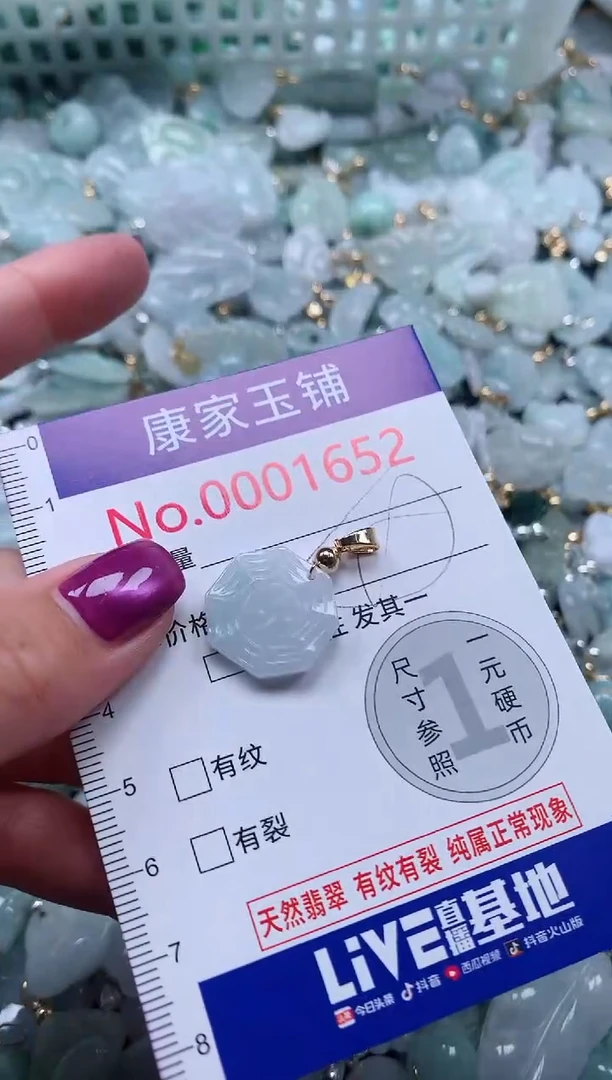 康家玉铺
No.0001652
量
价格
发其一
有纹
有裂
尺寸参照
1
一元硬币
天然翡翠 有纹有裂 纯属正常现象
LiVE直播基地
今日头条 抖音 西瓜视频 抖音火山版
0
1
4
5
6
7
8